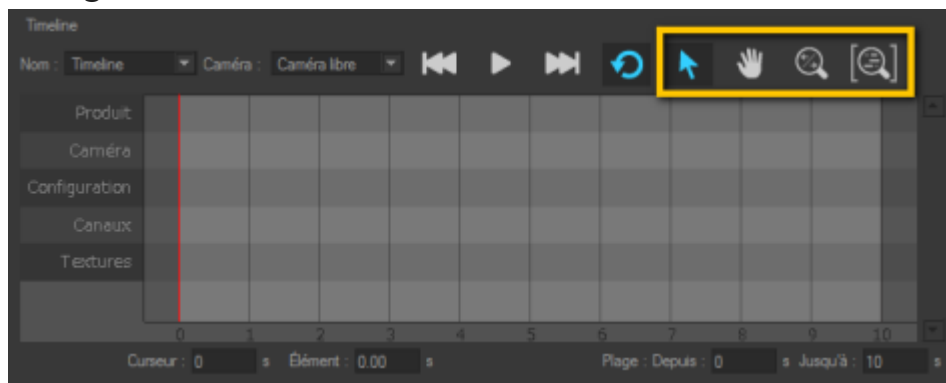 Timeline
Nom : Timeline Caméra : Caméra libre
Produit
Caméra
Configuration
Canaux
Textures
0 1 2 3 4 5 6 7 8 9 10
Curseur : 0 s Élément : 0.00 s Plage : Depuis : 0 s Jusqu'à : 10 s